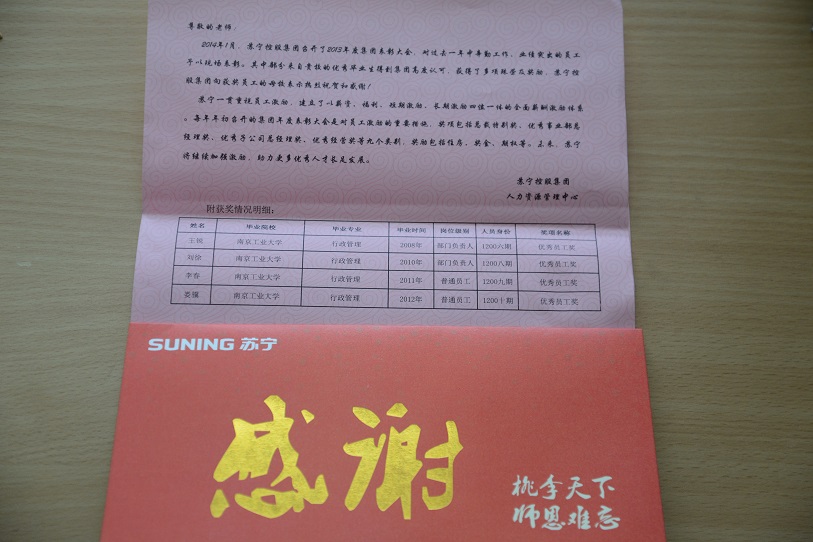 尊敬的老师：
2014年1月，苏宁控股集团召开了2013年度集团表彰大会，对过去一年中辛勤工作、业绩突出的员工
予以现场表彰。其中部分来自贵校的优秀毕业生得到集团高度认可，获得了多项殊荣及奖励，苏宁控
股集团向获奖员工的母校表示热烈祝贺和感谢！
苏宁一贯重视员工激励，建立了以薪资、福利、短期激励、长期激励四位一体的全面薪酬激励体系
。每年年初召开的集团年度表彰大会是对员工激励的重要措施，奖项包括总裁特别奖、优秀事业部总
经理奖、优秀子公司总经理奖、优秀经营奖等九个类别，奖励包括住房、奖金、期权等。未来，苏宁
将继续加强激励，助力更多优秀人才长足发展。
苏宁控股集团
人力资源管理中心
附获奖情况明细：
姓名 毕业院校 毕业专业 毕业时间 岗位级别 人员身份 奖项名称
王俊 南京工业大学 行政管理 2008年 部门负责人 1200六期 优秀员工奖
刘徐 南京工业大学 行政管理 2010年 部门负责人 1200八期 优秀员工奖
李春 南京工业大学 行政管理 2011年 普通员工 1200九期 优秀员工奖
南京工业大学 行政管理 2012年 普通员工 1200十期 优秀员工奖
SUNING 苏宁
感谢
桃李天下
师恩难忘